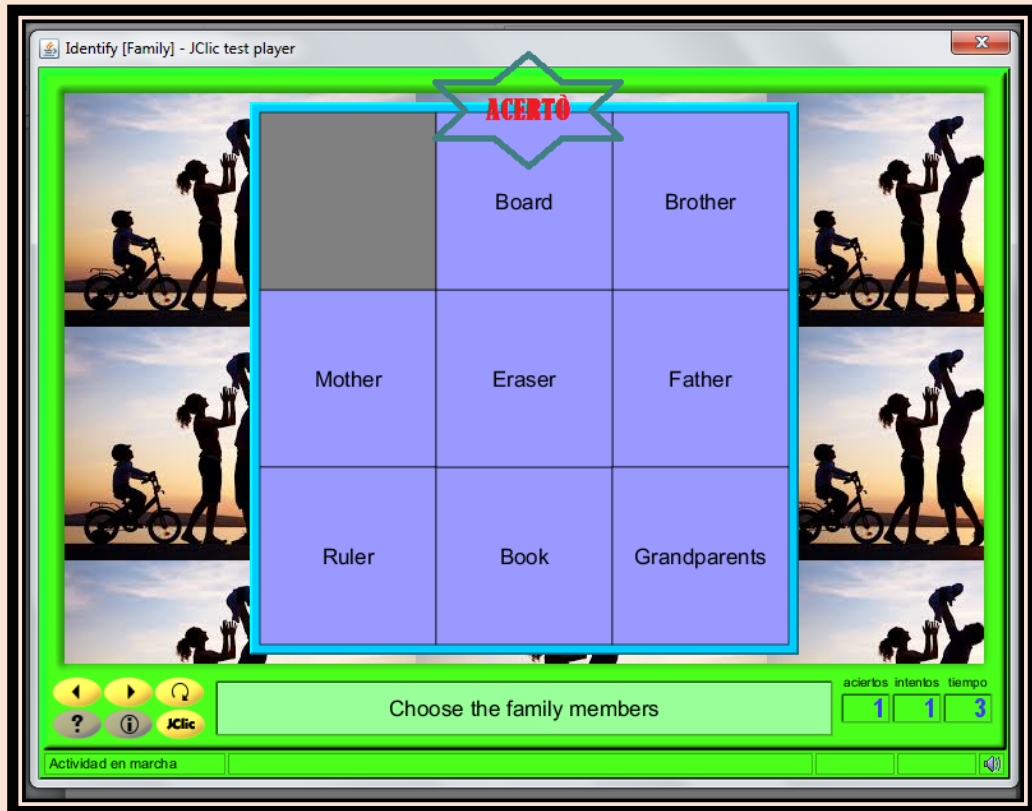 Identify [Family] - JClic test player
ACERTÒ
Board
Brother
Mother
Eraser
Father
Ruler
Book
Grandparents
Choose the family members
aciertos intentos tiempo
1 1 3
? i JClic
Actividad en marcha